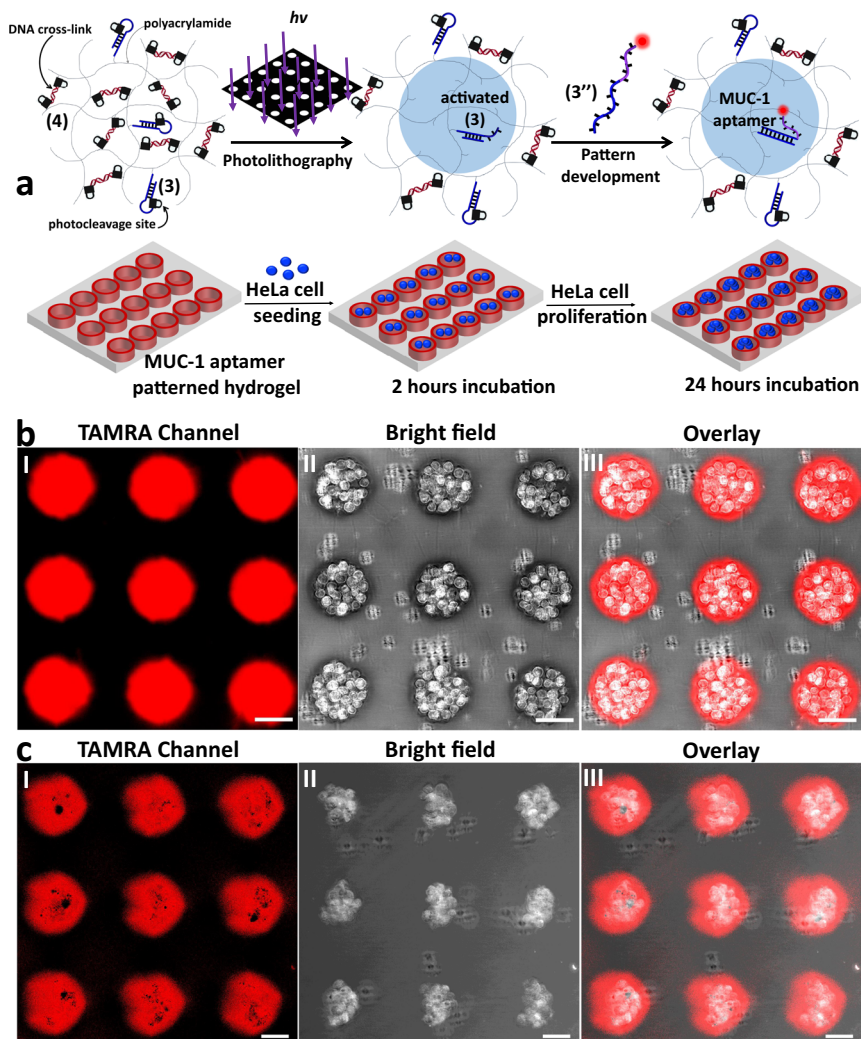 DNA cross-link
polyacrylamide
hv
(4)
(3)
photocleavage site
Photolithography
activated
(3)
(3’’)
Pattern
development
MUC-1
aptamer
a
MUC-1 aptamer
patterned hydrogel
HeLa cell
seeding
2 hours incubation
HeLa cell
proliferation
24 hours incubation
b
TAMRA Channel
Bright field
Overlay
I
II
III
c
TAMRA Channel
Bright field
Overlay
I
II
III